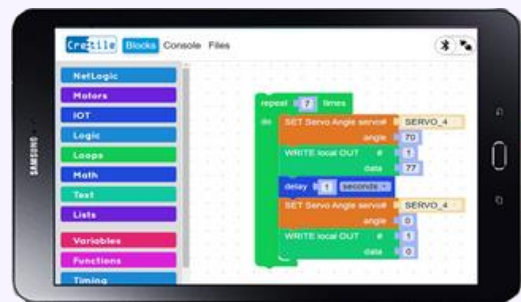 SAMSUNG
Cretile Blocks Console Files
NetLogic
Motors
IOT
Logic
Loops
Math
Text
Lists
Variables
Functions
Timing
repeat 7 times
do SET Servo Angle servo# SERVO_4
angle 70
WRITE local OUT # 1
data 77
delay 1 seconds
SET Servo Angle servo# SERVO_4
angle 0
WRITE local OUT # 1
data 0